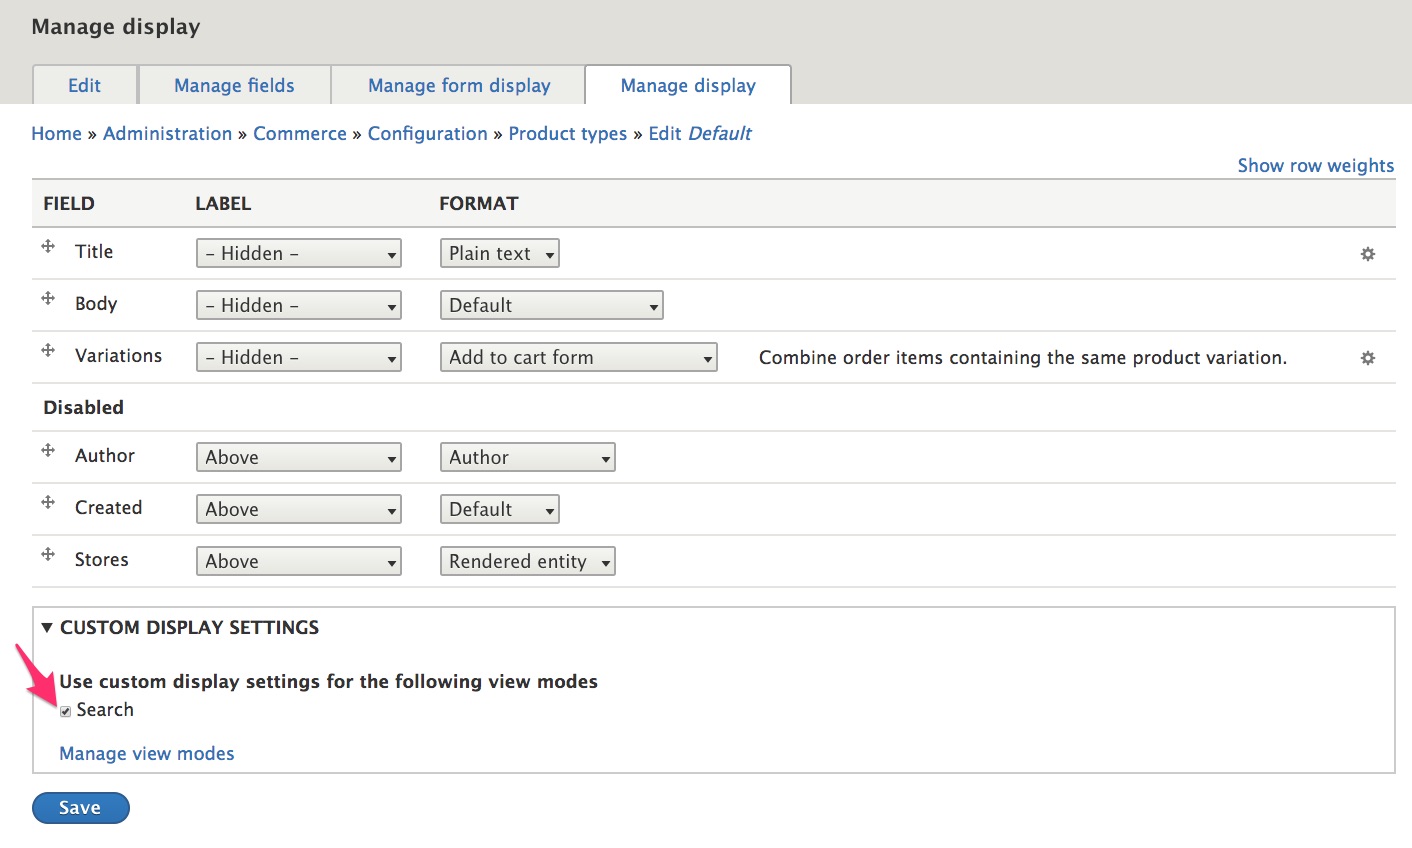 Manage display
Edit Manage fields Manage form display Manage display
Home » Administration » Commerce » Configuration » Product types » Edit Default
Show row weights
FIELD LABEL FORMAT
Title – Hidden – Plain text
Body – Hidden – Default
Variations – Hidden – Add to cart form Combine order items containing the same product variation.
Disabled
Author Above Author
Created Above Default
Stores Above Rendered entity
CUSTOM DISPLAY SETTINGS
Use custom display settings for the following view modes
Search
Manage view modes
Save